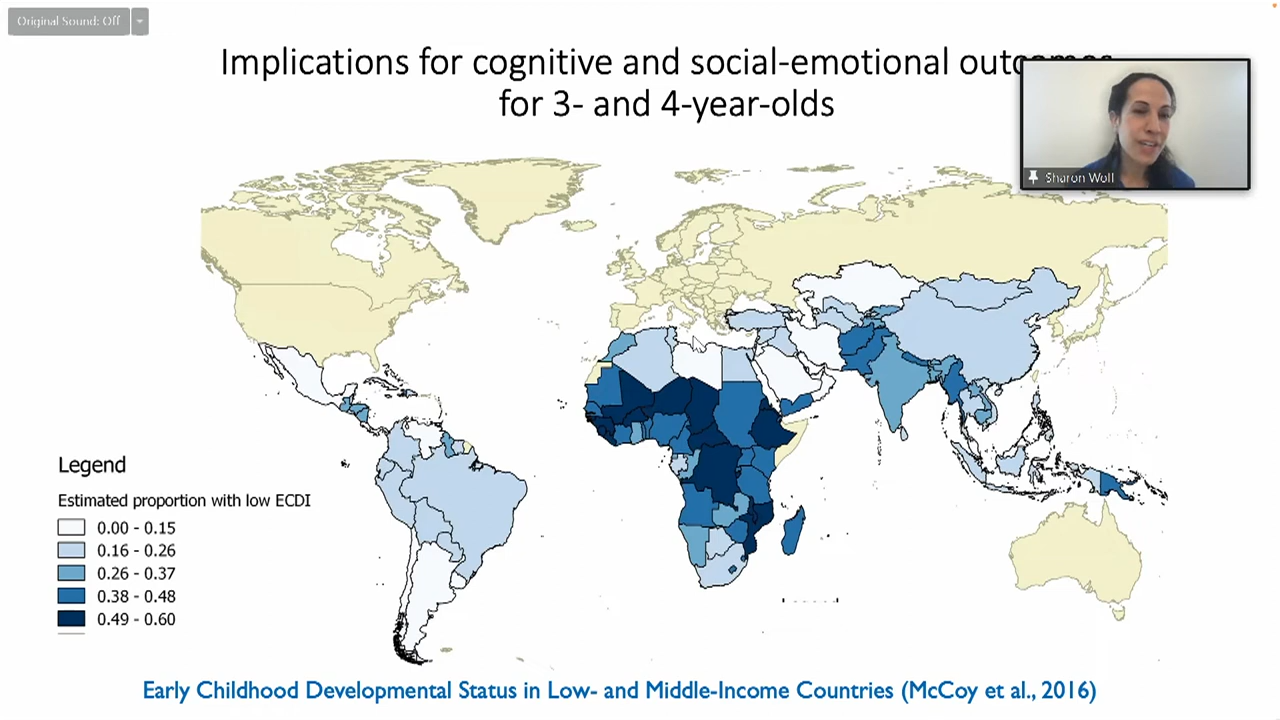 Original Sound: Off
Implications for cognitive and social-emotional outcomes
for 3- and 4-year-olds
Sharon Wolf
Legend
Estimated proportion with low ECDI
0.00 - 0.15
0.16 - 0.26
0.26 - 0.37
0.38 - 0.48
0.49 - 0.60
Early Childhood Developmental Status in Low- and Middle-Income Countries (McCoy et al., 2016)